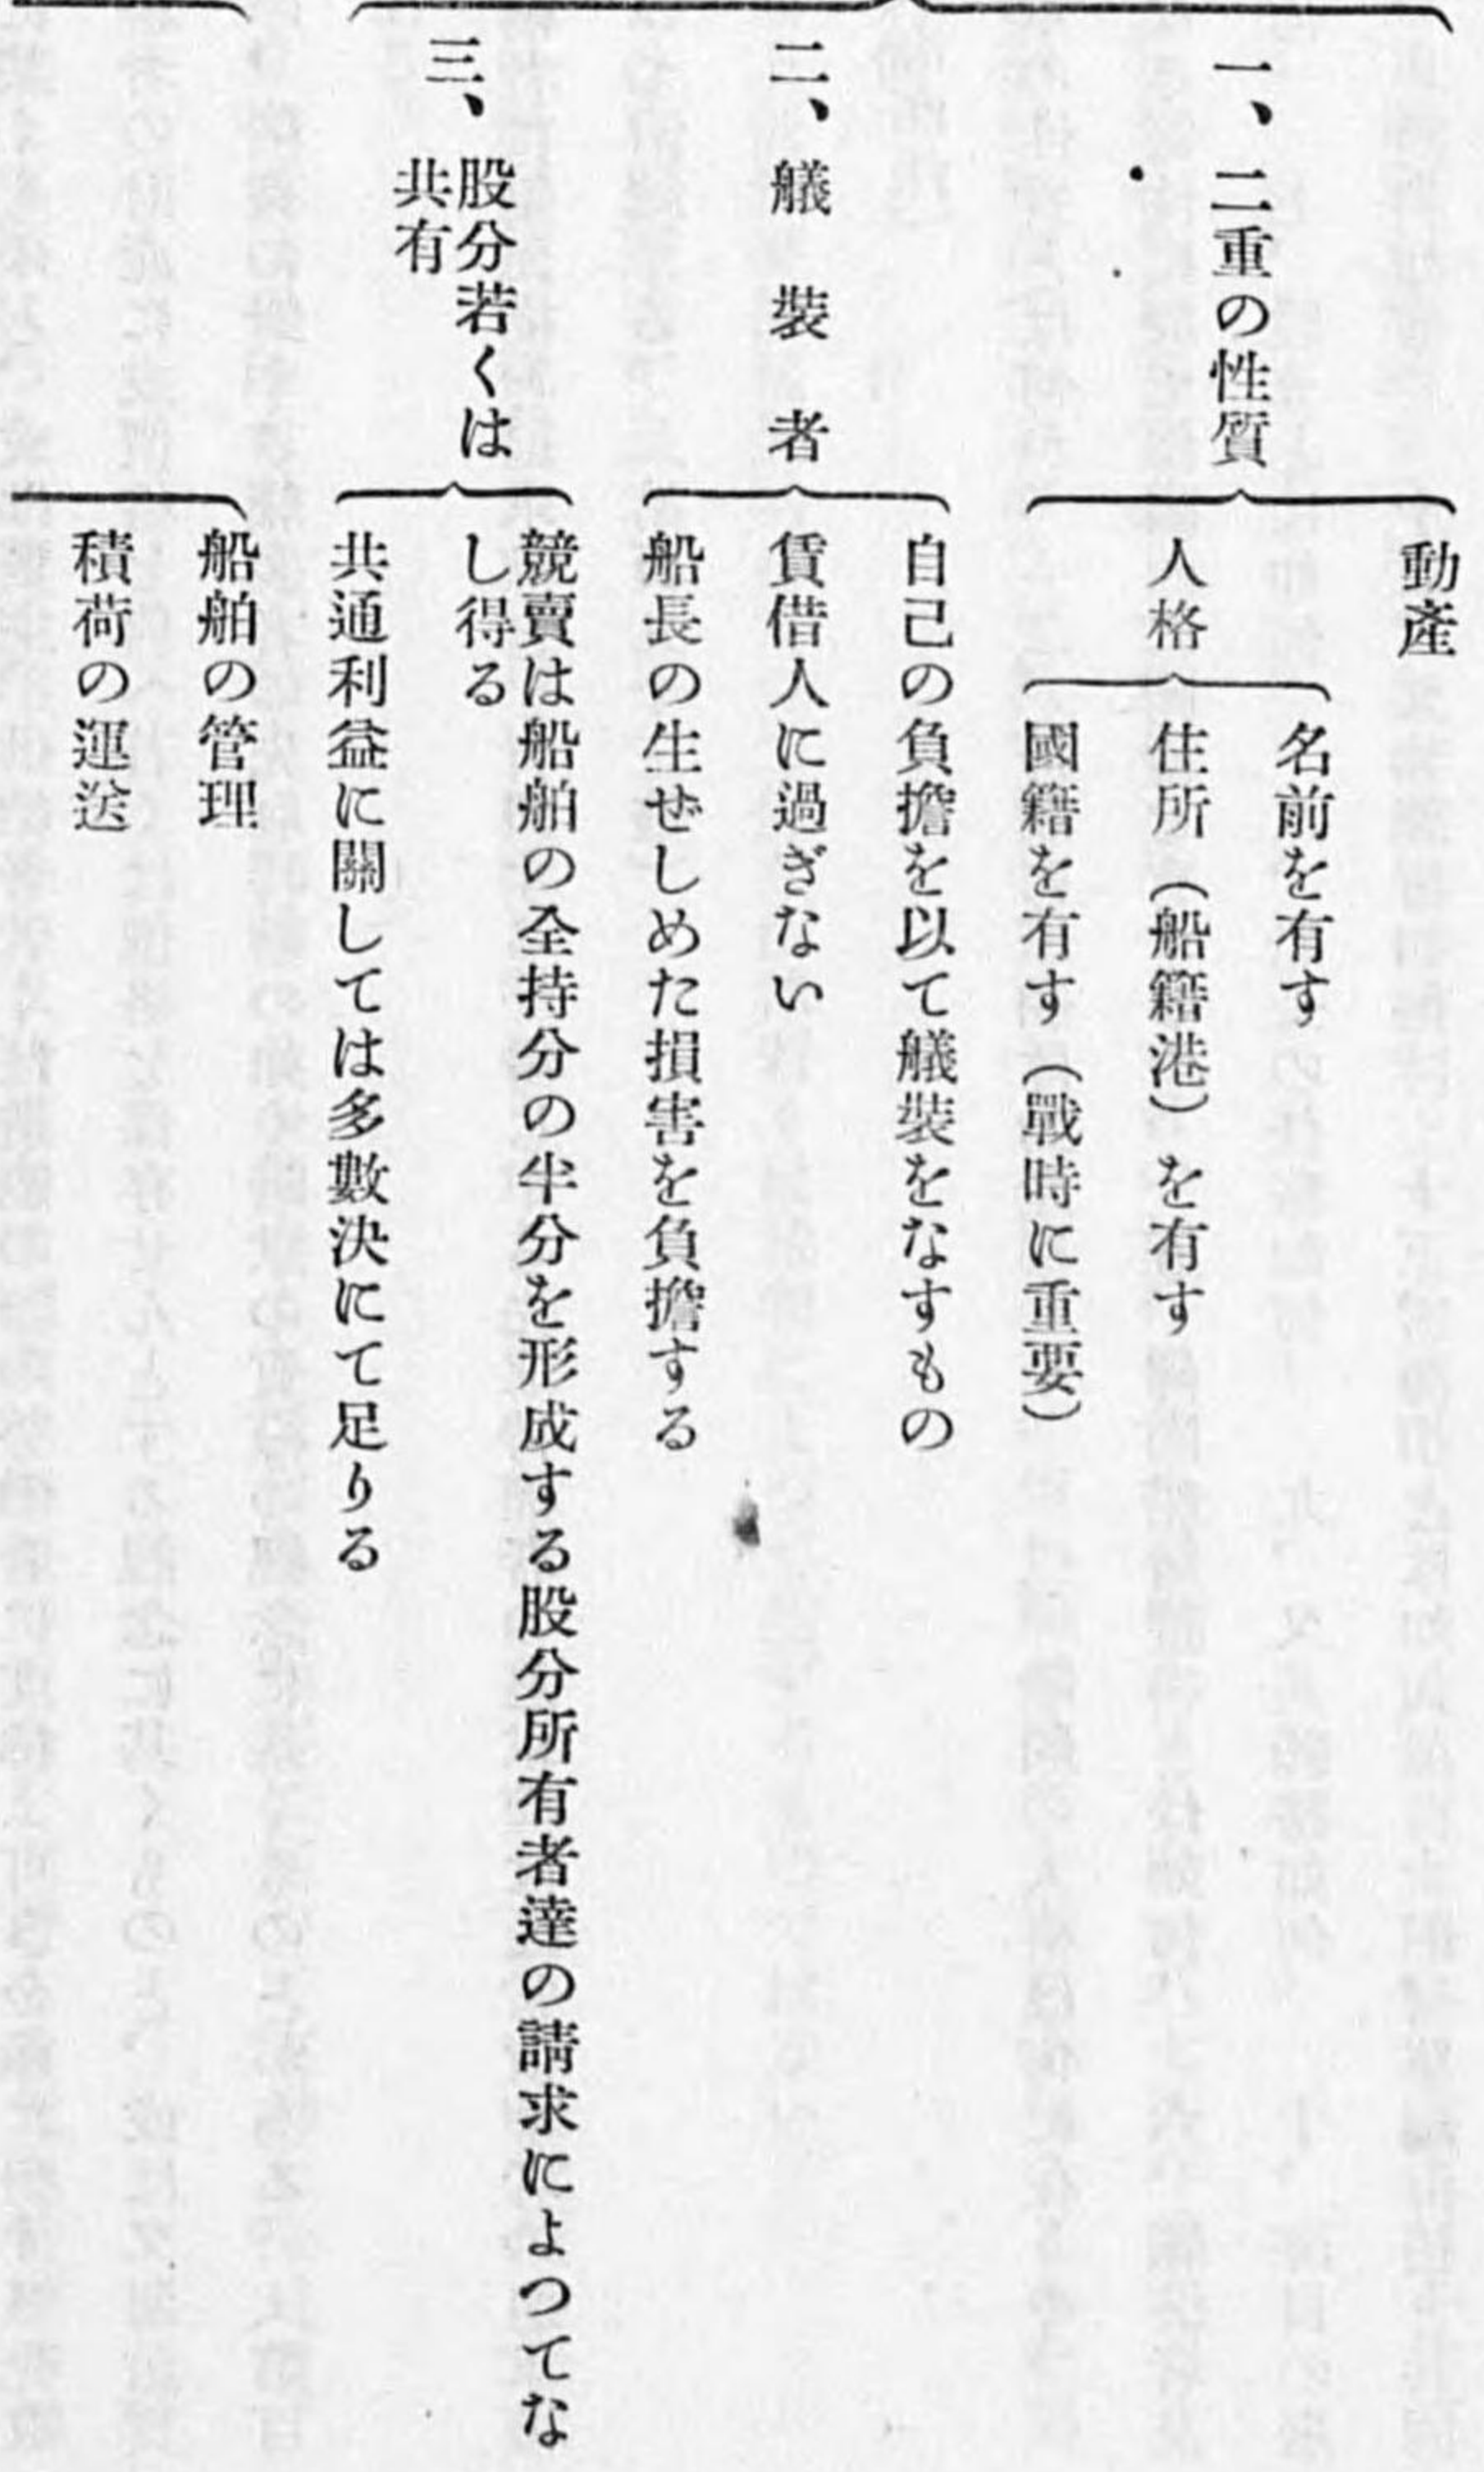 一、二重の性質
動產
人格
名前を有す
住所（船籍港）を有す
國籍を有す（戰時に重要）
二、艤裝者
自己の負擔を以て艤裝をなすもの
賃借人に過ぎない
船長の生ぜしめた損害を負擔する
三、股分若くは
共有
競賣は船舶の全持分の半分を形成する股分所有者達の請求によつてな
し得る
共通利益に關しては多數決にて足りる
船舶の管理
積荷の運送